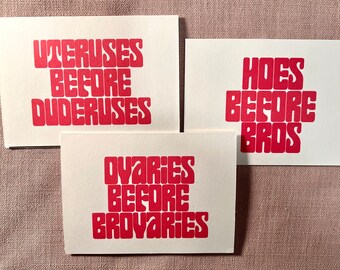 UTERUSES
BEFORE
DUDERUSES
HOES
BEFORE
BROS
OVARIES
BEFORE
BROVARIES